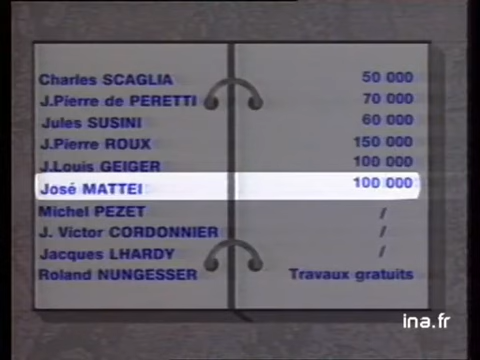 Charles SCAGLIA 50 000
J.Pierre de PERETTI 70 000
Jules SUSINI 60 000
J.Pierre ROUX 150 000
J.Louis GEIGER 100 000
José MATTEI 100 000
Michel PEZET /
J. Victor CORDONNIER /
Jacques LHARDY /
Roland NUNGESSER Travaux gratuits
ina.fr